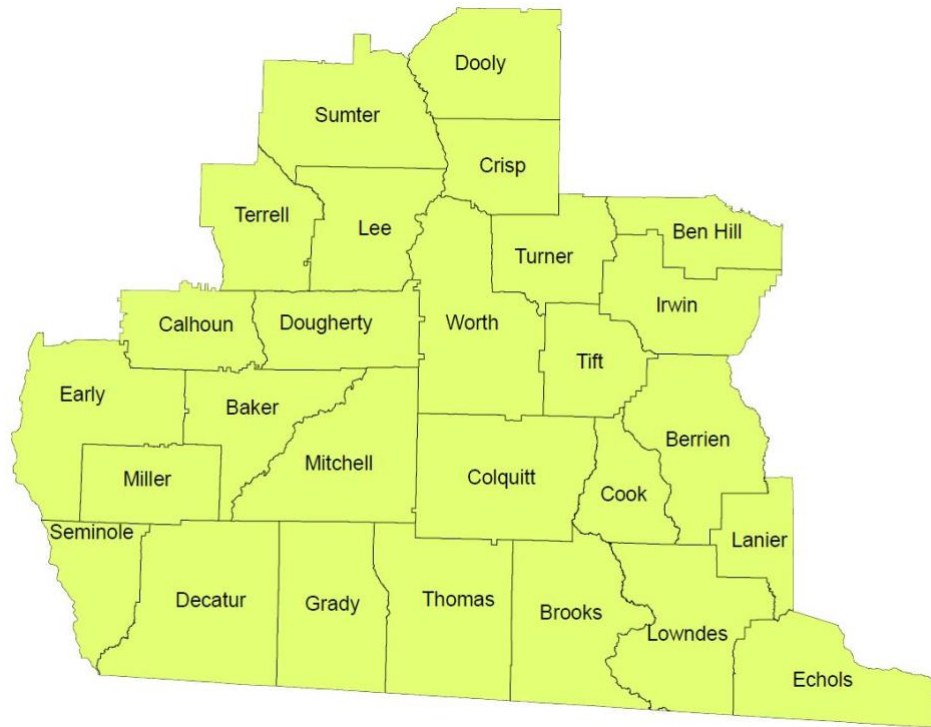 Dooly
Sumter
Crisp
Terrell
Lee
Ben Hill
Turner
Irwin
Calhoun
Dougherty
Worth
Tift
Early
Baker
Berrien
Mitchell
Miller
Colquitt
Cook
Seminole
Lanier
Decatur
Grady
Thomas
Brooks
Lowndes
Echols